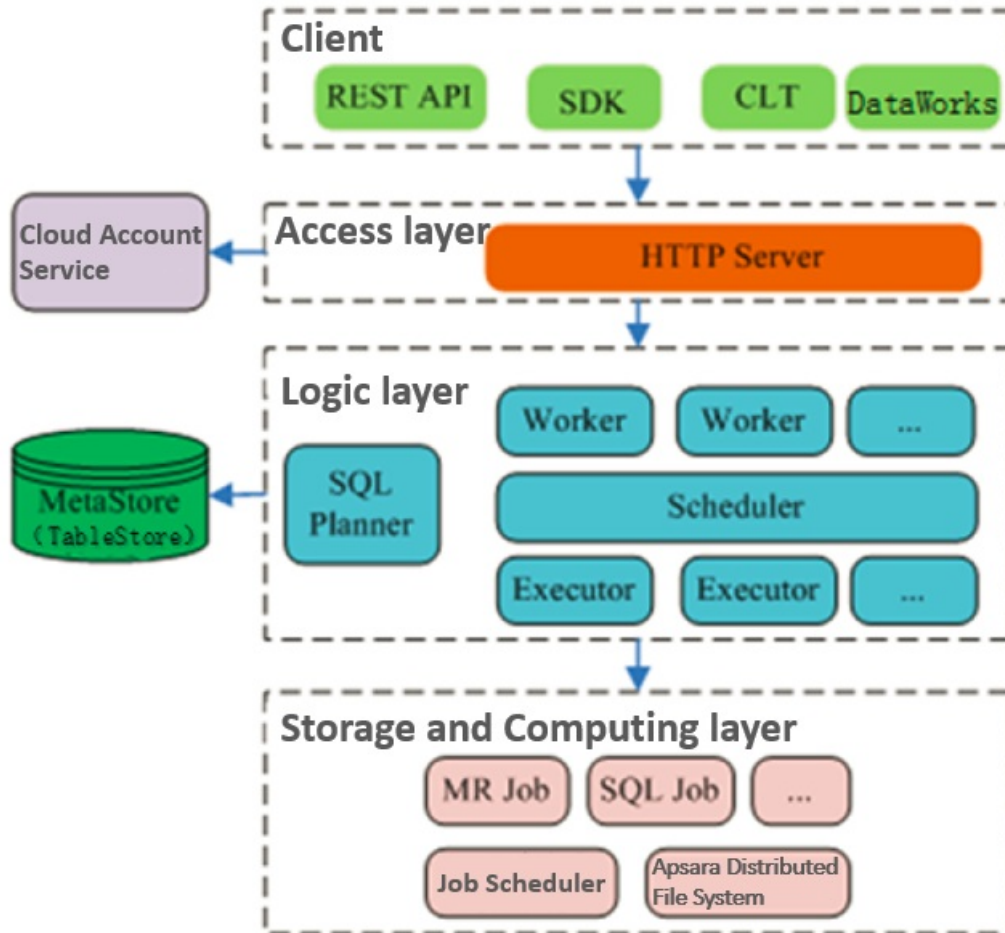 Client
REST API
SDK
CLT
DataWorks
Cloud Account
Service
Access layer
HTTP Server
Logic layer
Worker
Worker
...
MetaStore
（TableStore）
SQL
Planner
Scheduler
Executor
Executor
...
Storage and Computing layer
MR Job
SQL Job
...
Job Scheduler
Apsara Distributed
File System